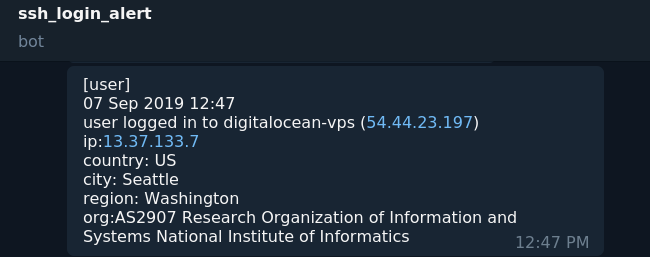 ssh_login_alert
bot
[user]
07 Sep 2019 12:47
user logged in to digitalocean-vps (54.44.23.197)
ip:13.37.133.7
country: US
city: Seattle
region: Washington
org:AS2907 Research Organization of Information and
Systems National Institute of Informatics
12:47 PM